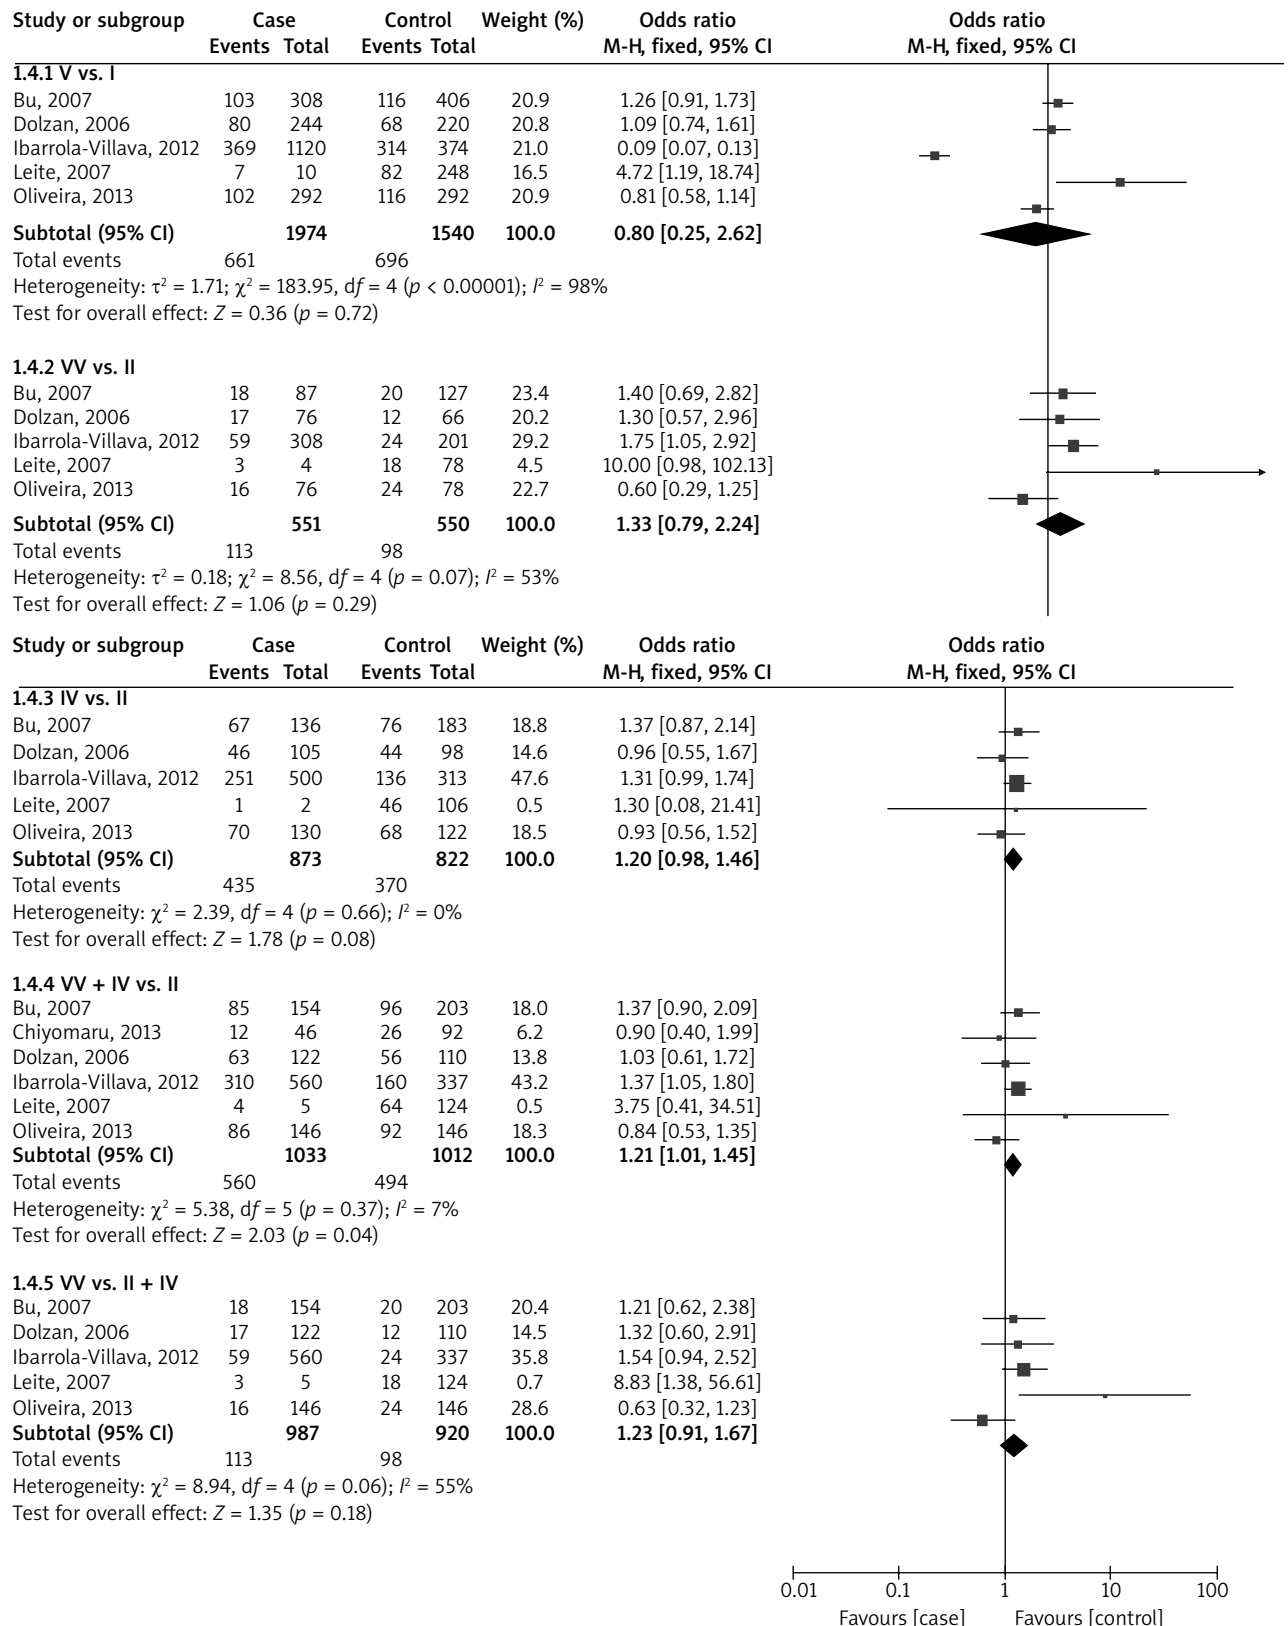 Study or subgroup Case Control Weight (%) Odds ratio Odds ratio
Events Total Events Total M-H, fixed, 95% CI M-H, fixed, 95% CI
1.4.1 V vs. I
Bu, 2007 103 308 116 406 20.9 1.26 [0.91, 1.73]
Dolzan, 2006 80 244 68 220 20.8 1.09 [0.74, 1.61]
Ibarrola-Villava, 2012 369 1120 314 374 21.0 0.09 [0.07, 0.13]
Leite, 2007 7 10 82 248 16.5 4.72 [1.19, 18.74]
Oliveira, 2013 102 292 116 292 20.9 0.81 [0.58, 1.14]
Subtotal (95% CI) 1974 1540 100.0 0.80 [0.25, 2.62]
Total events 661 696
Heterogeneity: τ² = 1.71; χ² = 183.95, df = 4 (p < 0.00001); I² = 98%
Test for overall effect: Z = 0.36 (p = 0.72)
1.4.2 VV vs. II
Bu, 2007 18 87 20 127 23.4 1.40 [0.69, 2.82]
Dolzan, 2006 17 76 12 66 20.2 1.30 [0.57, 2.96]
Ibarrola-Villava, 2012 59 308 24 201 29.2 1.75 [1.05, 2.92]
Leite, 2007 3 4 18 78 4.5 10.00 [0.98, 102.13]
Oliveira, 2013 16 76 24 78 22.7 0.60 [0.29, 1.25]
Subtotal (95% CI) 551 550 100.0 1.33 [0.79, 2.24]
Total events 113 98
Heterogeneity: τ² = 0.18; χ² = 8.56, df = 4 (p = 0.07); I² = 53%
Test for overall effect: Z = 1.06 (p = 0.29)
Study or subgroup Case Control Weight (%) Odds ratio Odds ratio
Events Total Events Total M-H, fixed, 95% CI M-H, fixed, 95% CI
1.4.3 IV vs. II
Bu, 2007 67 136 76 183 18.8 1.37 [0.87, 2.14]
Dolzan, 2006 46 105 44 98 14.6 0.96 [0.55, 1.67]
Ibarrola-Villava, 2012 251 500 136 313 47.6 1.31 [0.99, 1.74]
Leite, 2007 1 2 46 106 0.5 1.30 [0.08, 21.41]
Oliveira, 2013 70 130 68 122 18.5 0.93 [0.56, 1.52]
Subtotal (95% CI) 873 822 100.0 1.20 [0.98, 1.46]
Total events 435 370
Heterogeneity: χ² = 2.39, df = 4 (p = 0.66); I² = 0%
Test for overall effect: Z = 1.78 (p = 0.08)
1.4.4 VV + IV vs. II
Bu, 2007 85 154 96 203 18.0 1.37 [0.90, 2.09]
Chiyomaru, 2013 12 46 26 92 6.2 0.90 [0.40, 1.99]
Dolzan, 2006 63 122 56 110 13.8 1.03 [0.61, 1.72]
Ibarrola-Villava, 2012 310 560 160 337 43.2 1.37 [1.05, 1.80]
Leite, 2007 4 5 64 124 0.5 3.75 [0.41, 34.51]
Oliveira, 2013 86 146 92 146 18.3 0.84 [0.53, 1.35]
Subtotal (95% CI) 1033 1012 100.0 1.21 [1.01, 1.45]
Total events 560 494
Heterogeneity: χ² = 5.38, df = 5 (p = 0.37); I² = 7%
Test for overall effect: Z = 2.03 (p = 0.04)
1.4.5 VV vs. II + IV
Bu, 2007 18 154 20 203 20.4 1.21 [0.62, 2.38]
Dolzan, 2006 17 122 12 110 14.5 1.32 [0.60, 2.91]
Ibarrola-Villava, 2012 59 560 24 337 35.8 1.54 [0.94, 2.52]
Leite, 2007 3 5 18 124 0.7 8.83 [1.38, 56.61]
Oliveira, 2013 16 146 24 146 28.6 0.63 [0.32, 1.23]
Subtotal (95% CI) 987 920 100.0 1.23 [0.91, 1.67]
Total events 113 98
Heterogeneity: χ² = 8.94, df = 4 (p = 0.06); I² = 55%
Test for overall effect: Z = 1.35 (p = 0.18)
0.01 0.1 1 10 100
Favours [case] Favours [control]